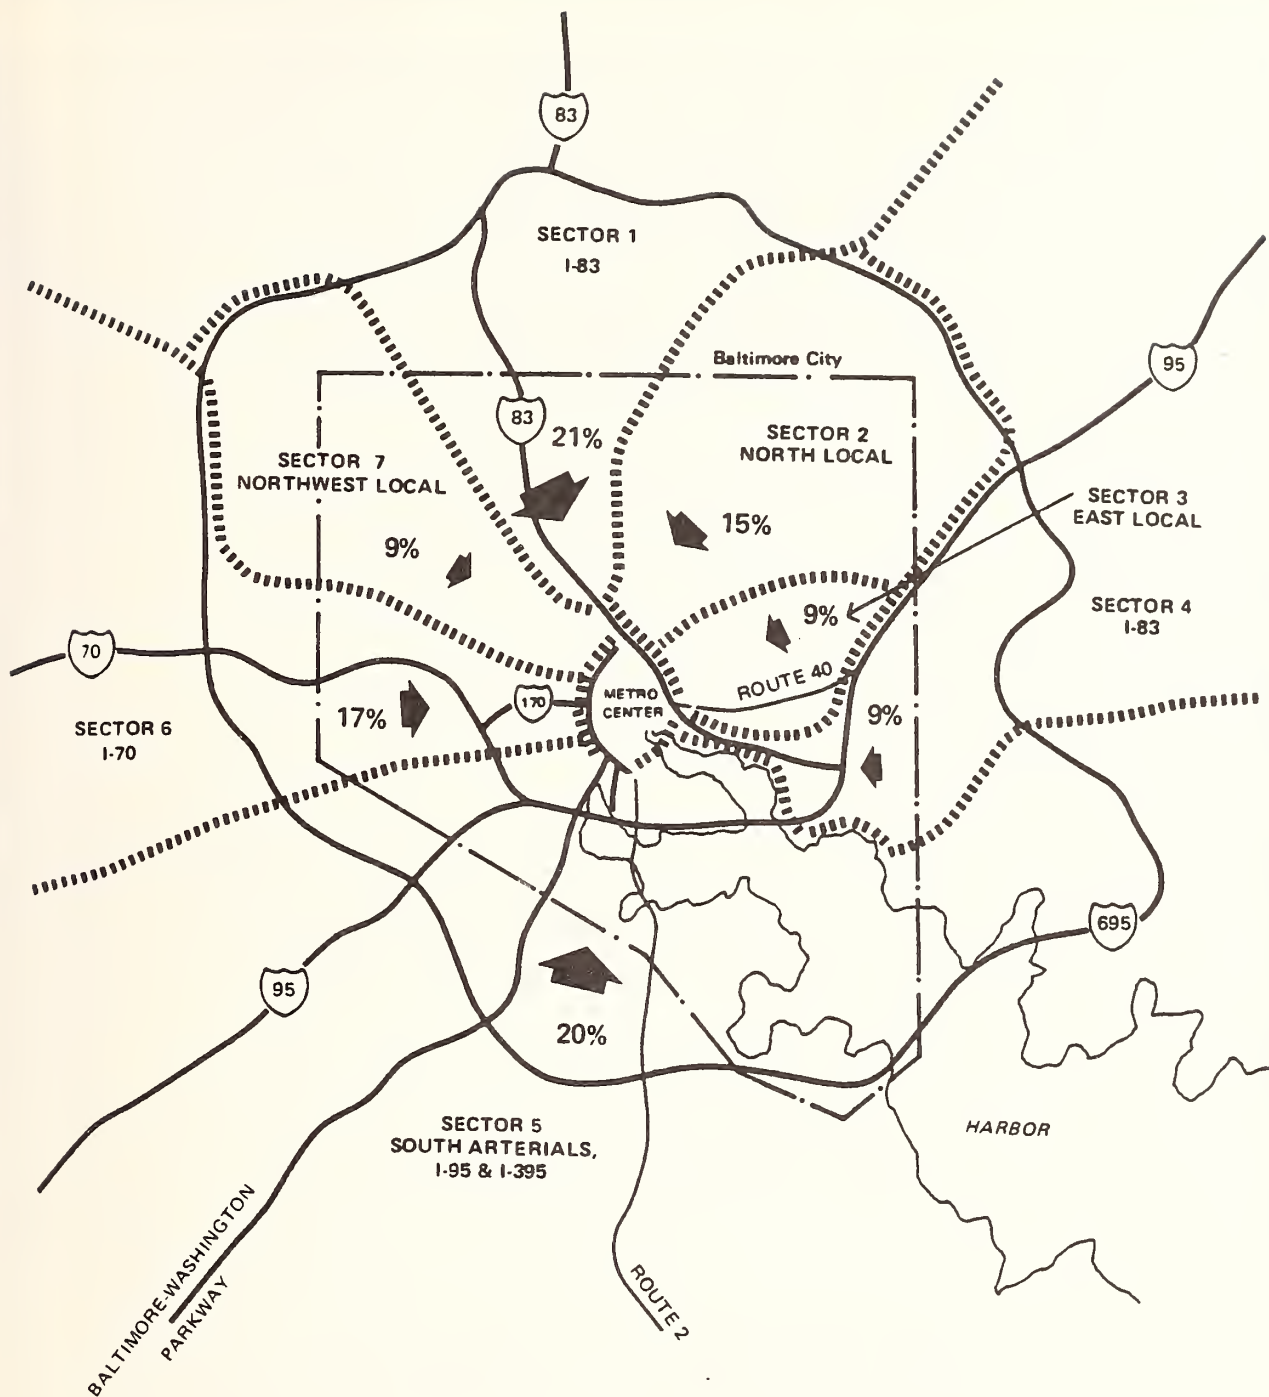 83
SECTOR 1
I-83
Baltimore City
95
83
21%
SECTOR 2
NORTH LOCAL
SECTOR 7
NORTHWEST LOCAL
SECTOR 3
EAST LOCAL
15%
9%
9%
SECTOR 4
I-83
70
ROUTE 40
METRO
CENTER
170
17%
9%
SECTOR 6
I-70
695
95
20%
SECTOR 5
SOUTH ARTERIALS,
I-95 & I-395
HARBOR
BALTIMORE-WASHINGTON
PARKWAY
ROUTE 2